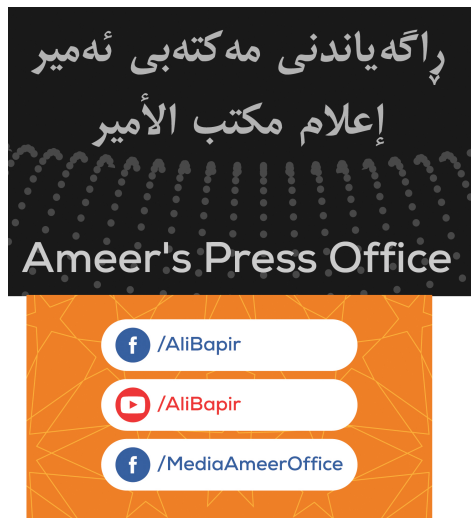 ڕاگەیاندنی مەکتەبی ئەمیر
إعلام مكتب الأمير
Ameer's Press Office
/AliBapir
/AliBapir
/MediaAmeerOffice